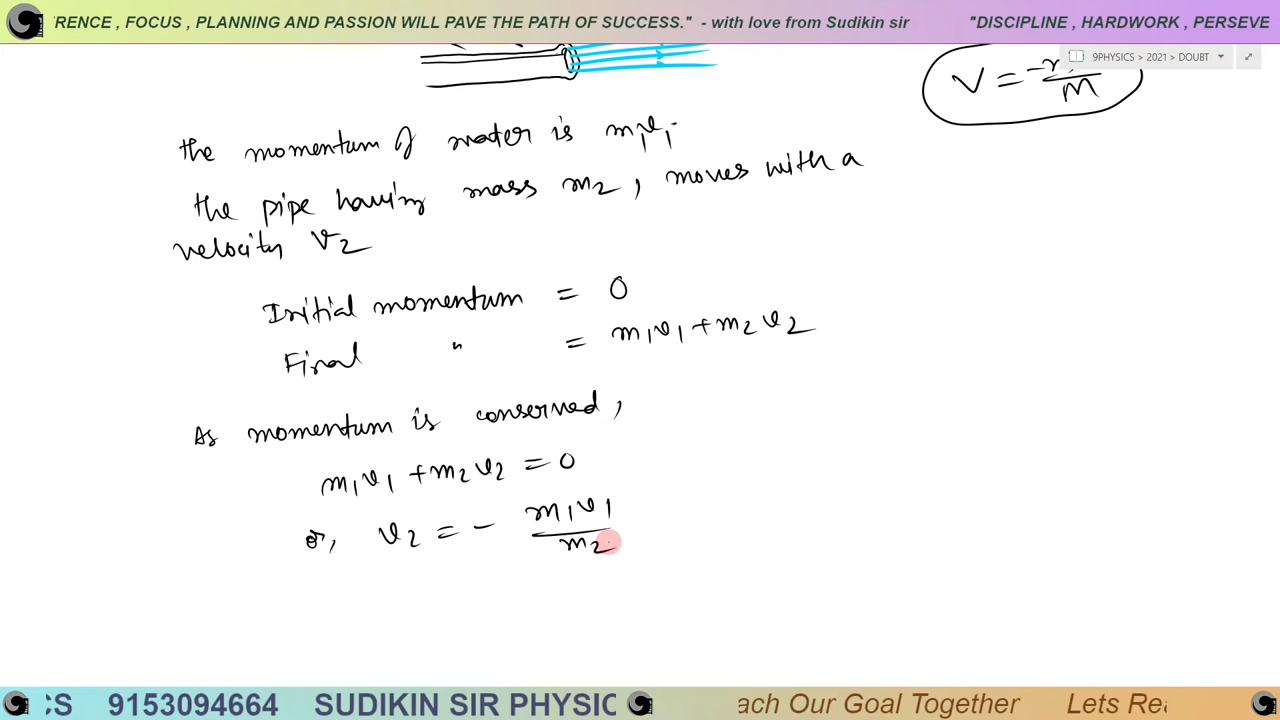 'RENCE , FOCUS , PLANNING AND PASSION WILL PAVE THE PATH OF SUCCESS." - with love from Sudikin sir "DISCIPLINE , HARDWORK , PERSEVE
9PHYSICS > 2021 > DOUBT
V = - / M
the momentum of water is m₁v₁.
the pipe having mass m₂, moves with a
velocity v₂
Initial momentum = 0
Final " = m₁v₁ + m₂v₂
As momentum is conserved,
m₁v₁ + m₂v₂ = 0
or, v₂ = - m₁v₁ / m₂
CS 9153094664 SUDIKIN SIR PHYSIC ach Our Goal Together Lets Rea